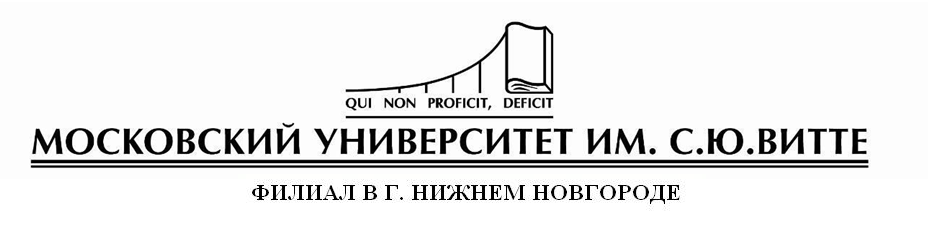 QUI NON PROFICIT, DEFICIT
МОСКОВСКИЙ УНИВЕРСИТЕТ ИМ. С.Ю.ВИТТЕ
ФИЛИАЛ В Г. НИЖНЕМ НОВГОРОДЕ